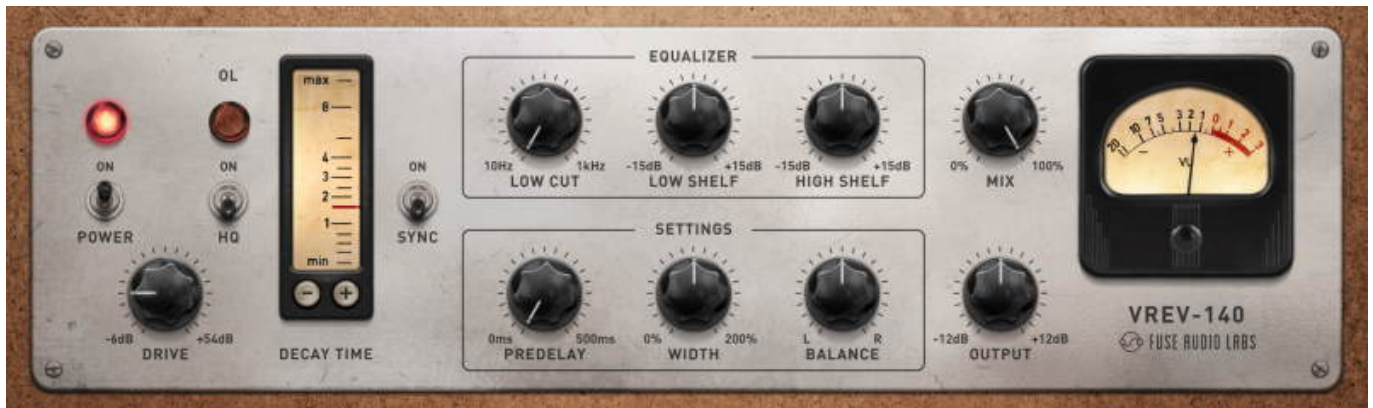 OL
ON
POWER
ON
HQ
-6dB +54dB
DRIVE
max
8
4
3
2
1
min
- +
DECAY TIME
ON
SYNC
EQUALIZER
10Hz 1kHz
LOW CUT
-15dB +15dB
LOW SHELF
-15dB +15dB
HIGH SHELF
0% 100%
MIX
SETTINGS
0ms 500ms
PREDELAY
0% 200%
WIDTH
L R
BALANCE
-12dB +12dB
OUTPUT
20 10 7 5 3 2 1 0 1 2 3
- +
VU
VREV-140
FUSE AUDIO LABS